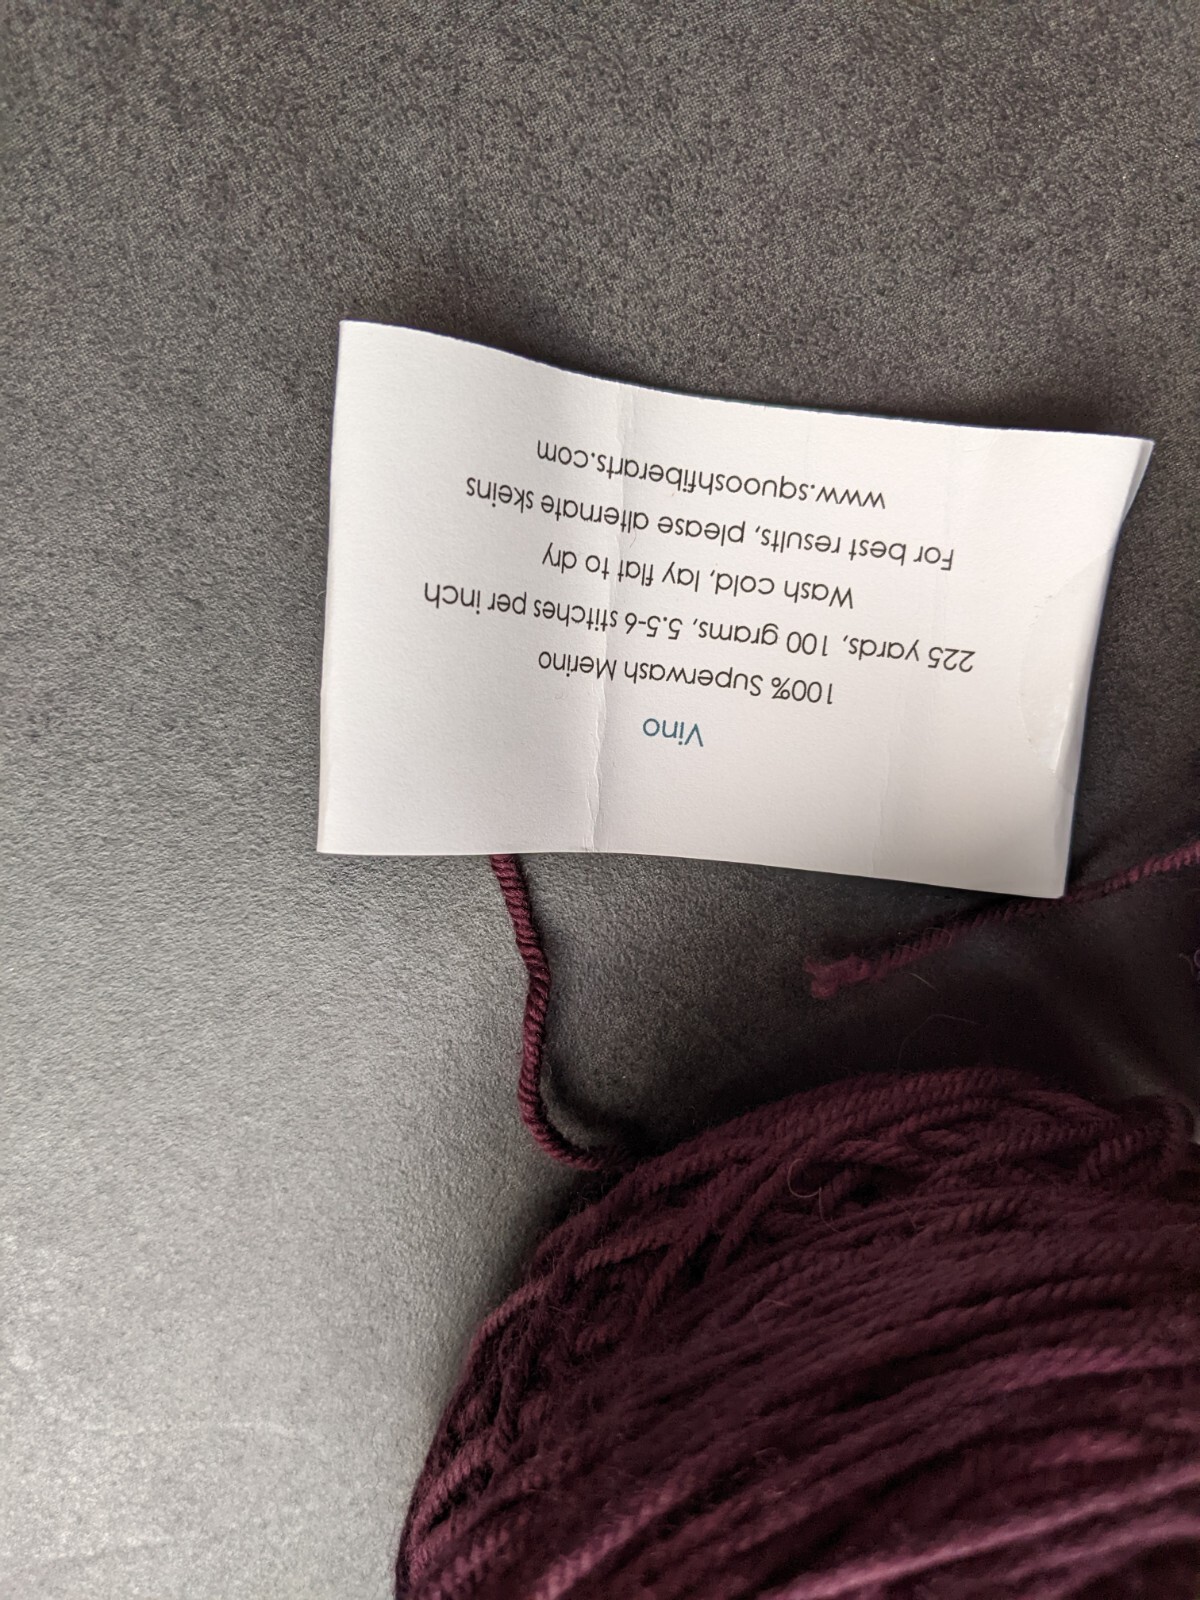 Vino
100% Superwash Merino
225 yards, 100 grams, 5.5-6 stitches per inch
Wash cold, lay flat to dry
For best results, please alternate skeins
www.squooshfiberarts.com